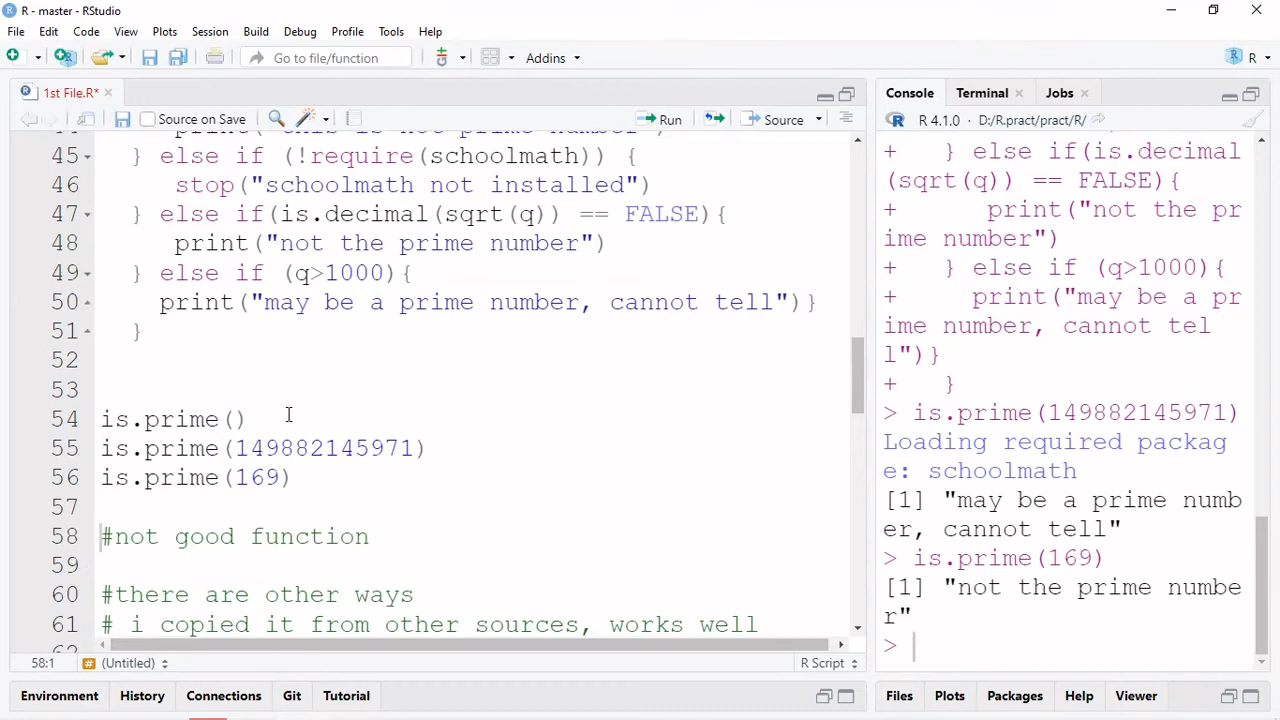 R - master - RStudio
File Edit Code View Plots Session Build Debug Profile Tools Help
Go to file/function Addins R
1st File.R*
Source on Save Run Source
45 } else if (!require(schoolmath)) {
46 stop("schoolmath not installed")
47 } else if(is.decimal(sqrt(q)) == FALSE){
48 print("not the prime number")
49 } else if (q>1000){
50 print("may be a prime number, cannot tell")}
51 }
52
53
54 is.prime()
55 is.prime(149882145971)
56 is.prime(169)
57
58 #not good function
59
60 #there are other ways
61 # i copied it from other sources, works well
58:1 (Untitled) R Script
Environment History Connections Git Tutorial
Console Terminal Jobs
R 4.1.0 · D:/R.pract/pract/R/
+ } else if(is.decimal
(sqrt(q)) == FALSE){
+ print("not the pr
ime number")
+ } else if (q>1000){
+ print("may be a pr
ime number, cannot tel
l")}
+ }
> is.prime(149882145971)
Loading required packag
e: schoolmath
[1] "may be a prime numb
er, cannot tell"
> is.prime(169)
[1] "not the prime numbe
r"
>
Files Plots Packages Help Viewer